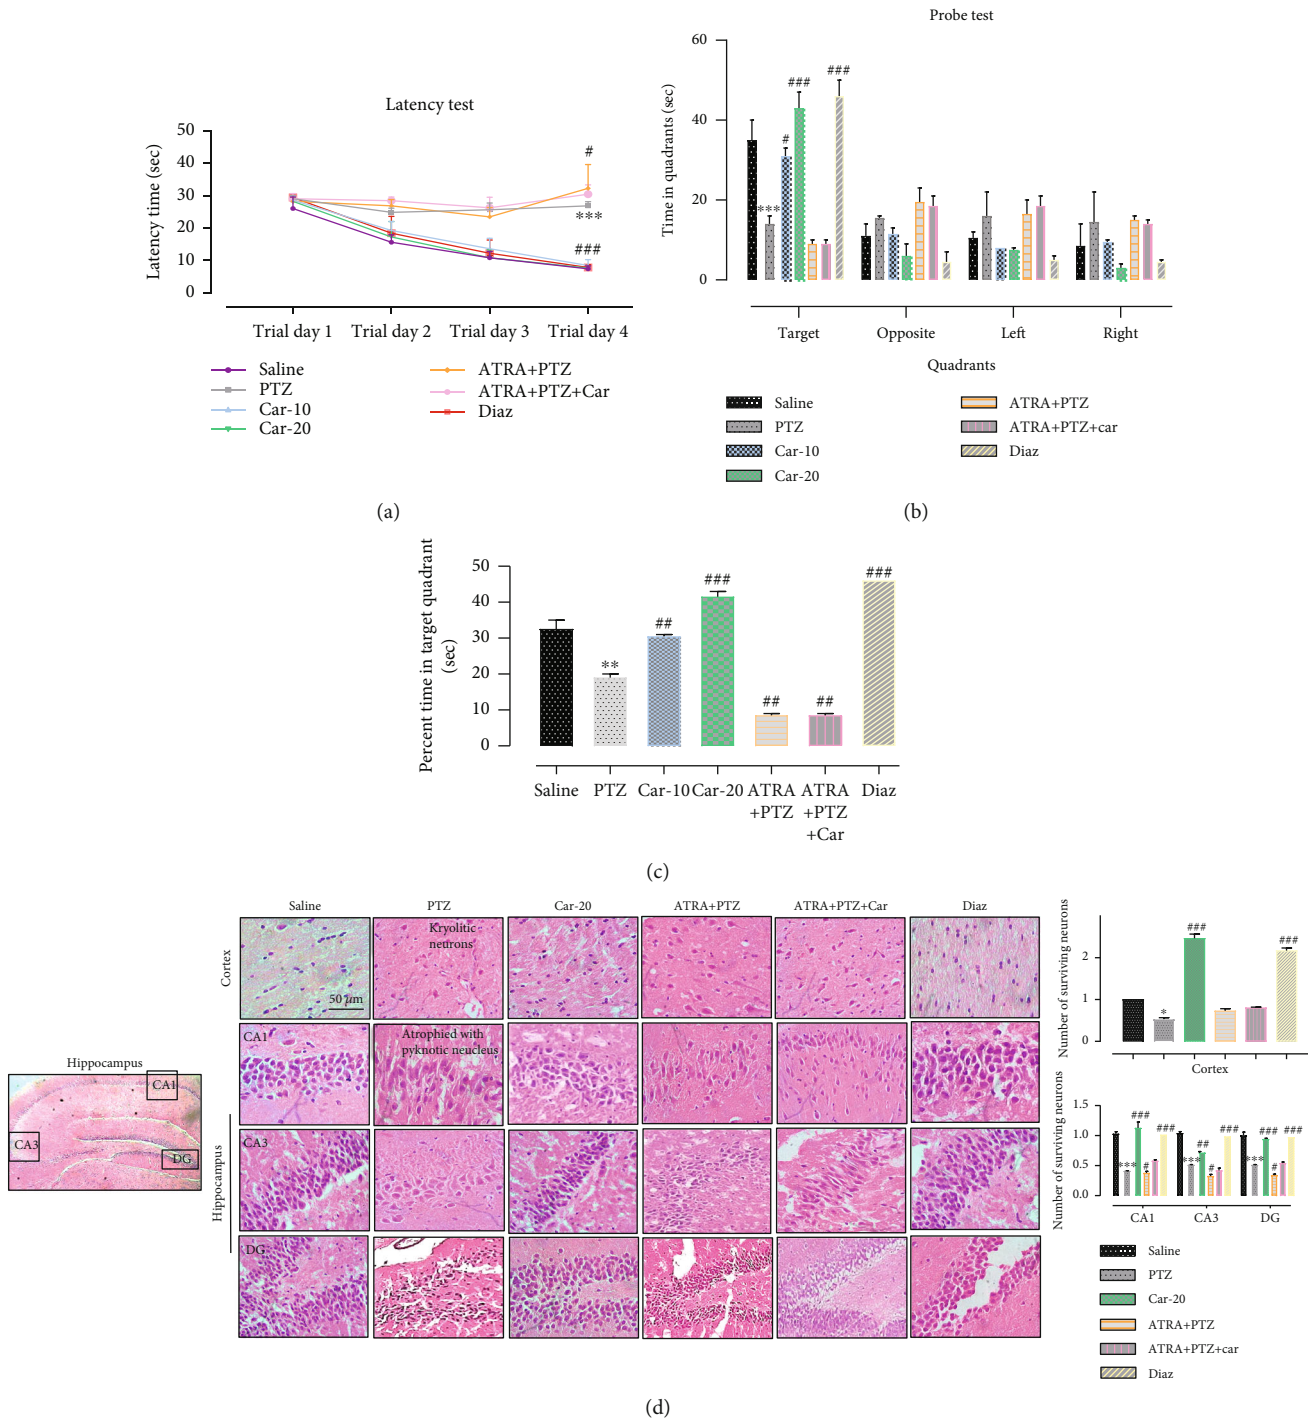 Latency test
Latency time (sec)
50
40
30
20
10
0
#
***
###
Trial day 1 Trial day 2 Trial day 3 Trial day 4
Saline
PTZ
Car-10
Car-20
ATRA+PTZ
ATRA+PTZ+Car
Diaz
(a)
Probe test
Time in quadrants (sec)
60
40
20
0
***
#
###
###
Target Opposite Left Right
Quadrants
Saline
PTZ
Car-10
Car-20
ATRA+PTZ
ATRA+PTZ+car
Diaz
(b)
Percent time in target quadrant
(sec)
50
40
30
20
10
0
**
##
###
##
##
###
Saline PTZ Car-10 Car-20 ATRA ATRA Diaz
+PTZ +PTZ
+Car
(c)
Saline PTZ Car-20 ATRA+PTZ ATRA+PTZ+Car Diaz
Cortex
Kryolitic
neurons
50 µm
CA1
Atrophied with
pyknotic neucleus
Hippocampus
CA1
CA3
DG
Hippocampus
CA3
DG
Number of surviving neurons
2
1
0
*
###
###
Cortex
Number of surviving neurons
1.5
1.0
0.5
0.0
*** ### # ###
*** ## # ###
*** ### # ###
CA1 CA3 DG
Saline
PTZ
Car-20
ATRA+PTZ
ATRA+PTZ+car
Diaz
(d)